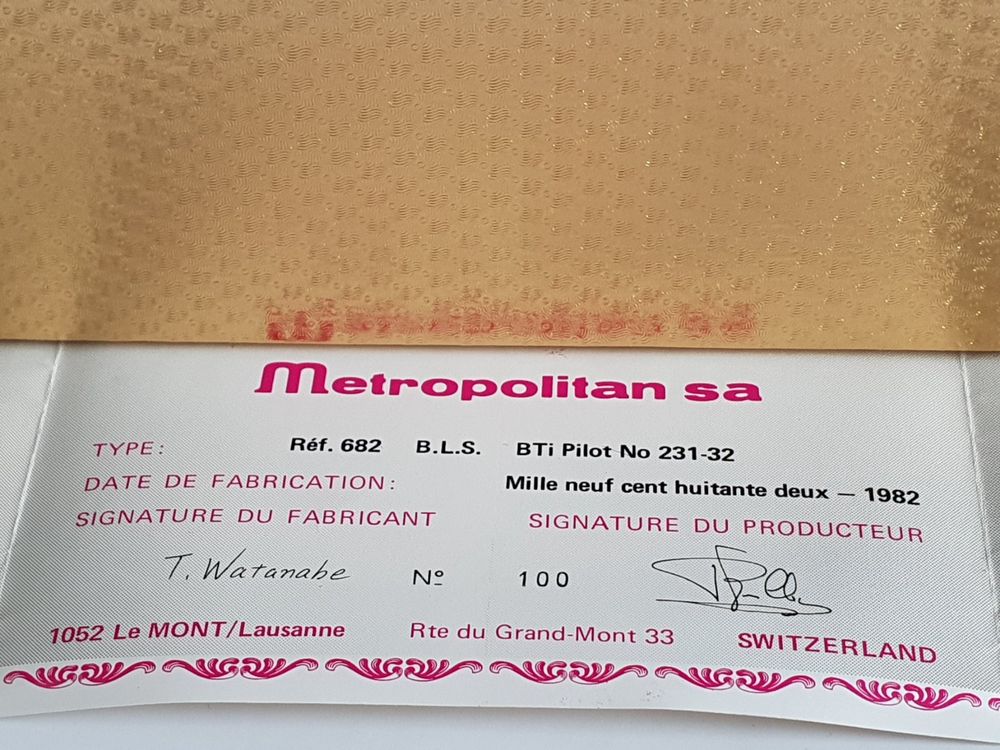 Metropolitan sa
TYPE: Réf. 682 B.L.S. BTi Pilot No 231-32
DATE DE FABRICATION: Mille neuf cent huitante deux — 1982
SIGNATURE DU FABRICANT SIGNATURE DU PRODUCTEUR
T. Watanabe Nº 100
1052 Le MONT/Lausanne Rte du Grand-Mont 33 SWITZERLAND